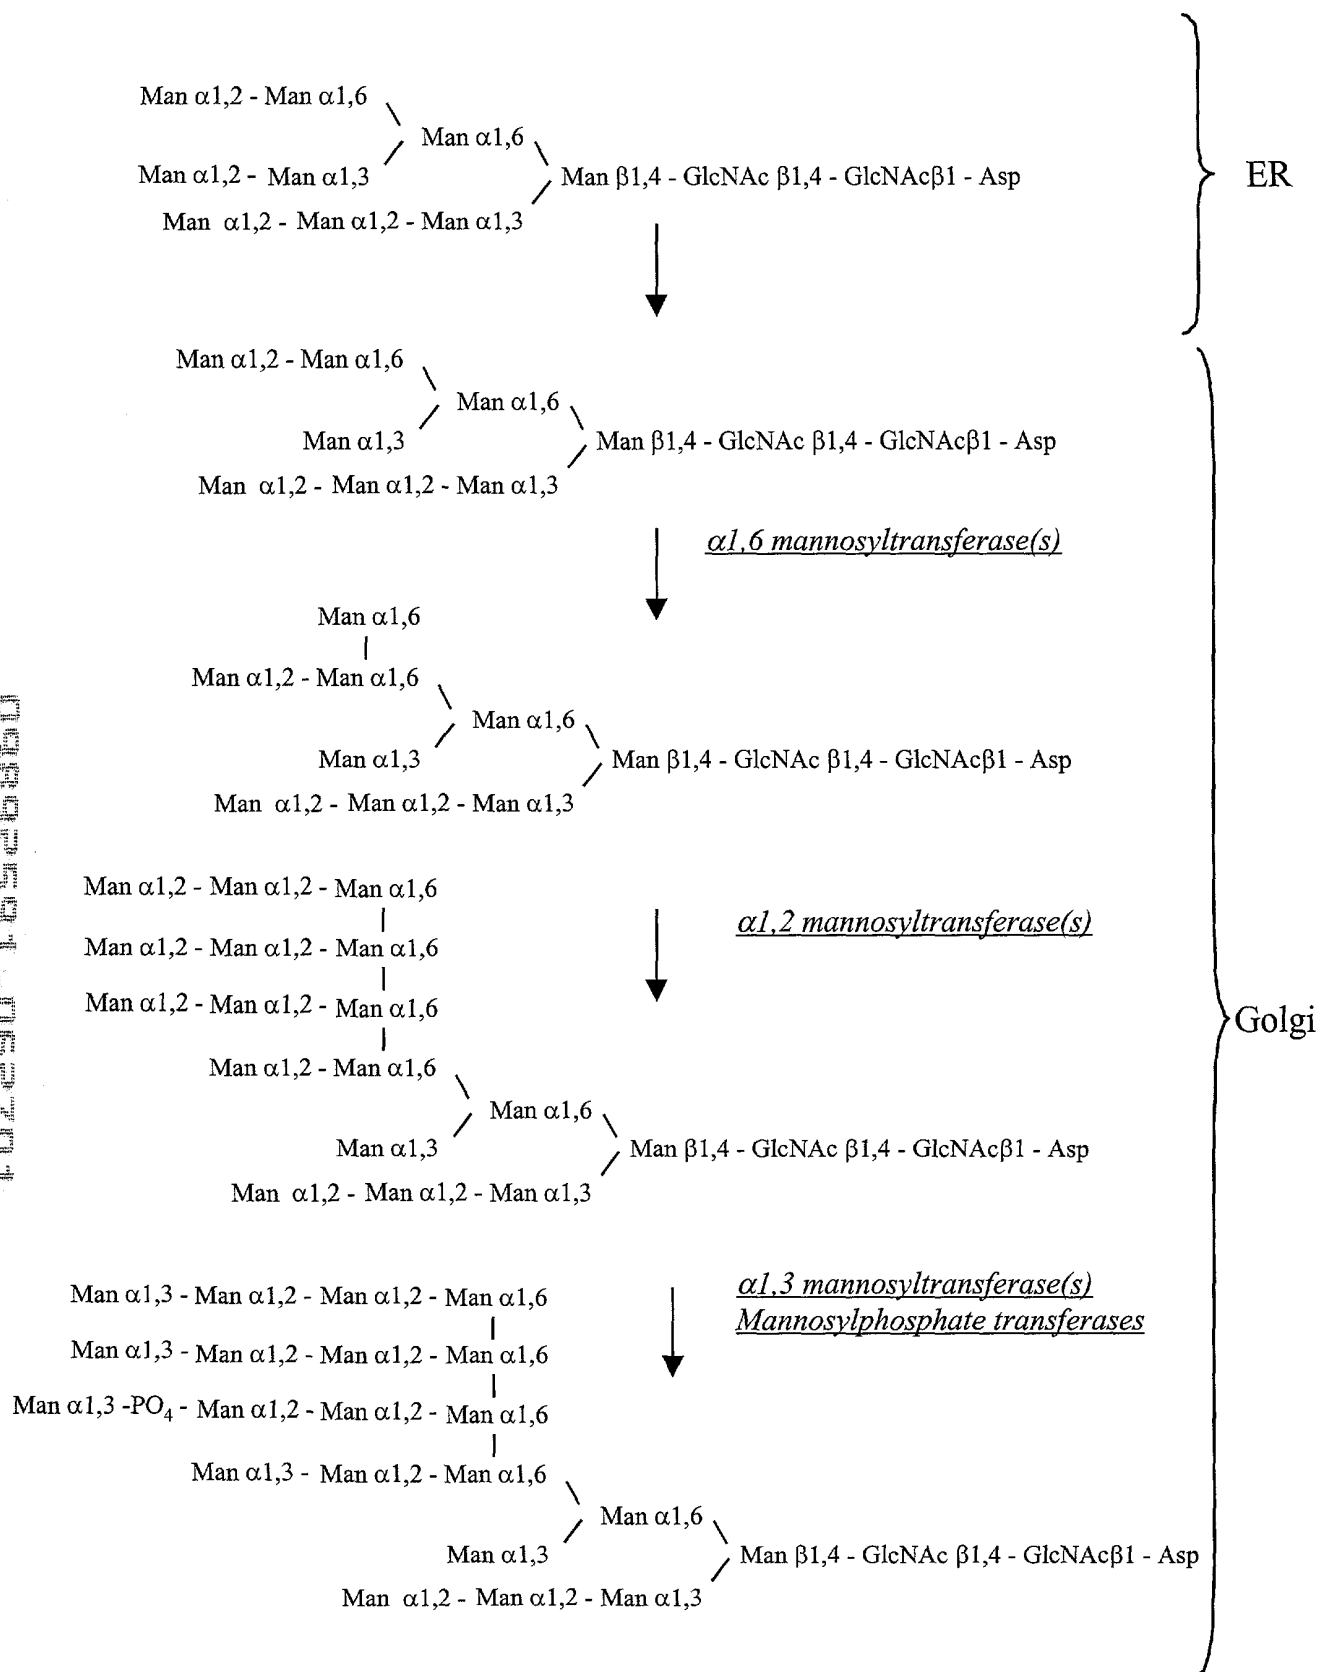 Man α1,2 - Man α1,6
Man α1,6
Man α1,2 - Man α1,3
Man β1,4 - GlcNAc β1,4 - GlcNAcβ1 - Asp
ER
Man α1,2 - Man α1,2 - Man α1,3
Man α1,2 - Man α1,6
Man α1,6
Man α1,3
Man β1,4 - GlcNAc β1,4 - GlcNAcβ1 - Asp
Man α1,2 - Man α1,2 - Man α1,3
α1,6 mannosyltransferase(s)
Man α1,6
Man α1,2 - Man α1,6
Man α1,6
Man α1,3
Man β1,4 - GlcNAc β1,4 - GlcNAcβ1 - Asp
Man α1,2 - Man α1,2 - Man α1,3
Man α1,2 - Man α1,2 - Man α1,6
α1,2 mannosyltransferase(s)
Man α1,2 - Man α1,2 - Man α1,6
Man α1,2 - Man α1,2 - Man α1,6
Golgi
Man α1,2 - Man α1,6
Man α1,6
Man α1,3
Man β1,4 - GlcNAc β1,4 - GlcNAcβ1 - Asp
Man α1,2 - Man α1,2 - Man α1,3
α1,3 mannosyltransferase(s)
Mannosylphosphate transferases
Man α1,3 - Man α1,2 - Man α1,2 - Man α1,6
Man α1,3 - Man α1,2 - Man α1,2 - Man α1,6
Man α1,3 -PO₄ - Man α1,2 - Man α1,2 - Man α1,6
Man α1,3 - Man α1,2 - Man α1,6
Man α1,6
Man α1,3
Man β1,4 - GlcNAc β1,4 - GlcNAcβ1 - Asp
Man α1,2 - Man α1,2 - Man α1,3